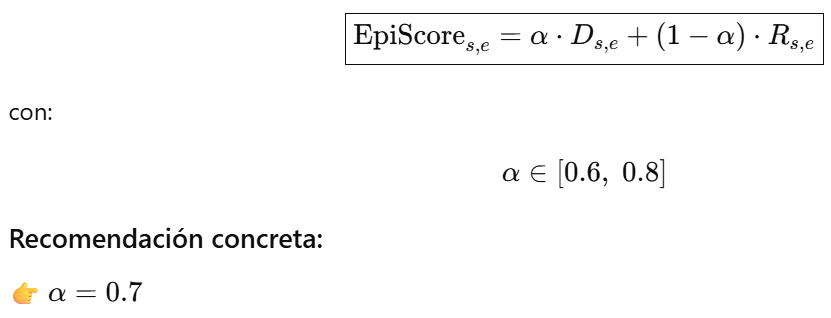 EpiScore_{s,e} = α · D_{s,e} + (1 − α) · R_{s,e}
con:
α ∈ [0.6, 0.8]
Recomendación concreta:
👉 α = 0.7